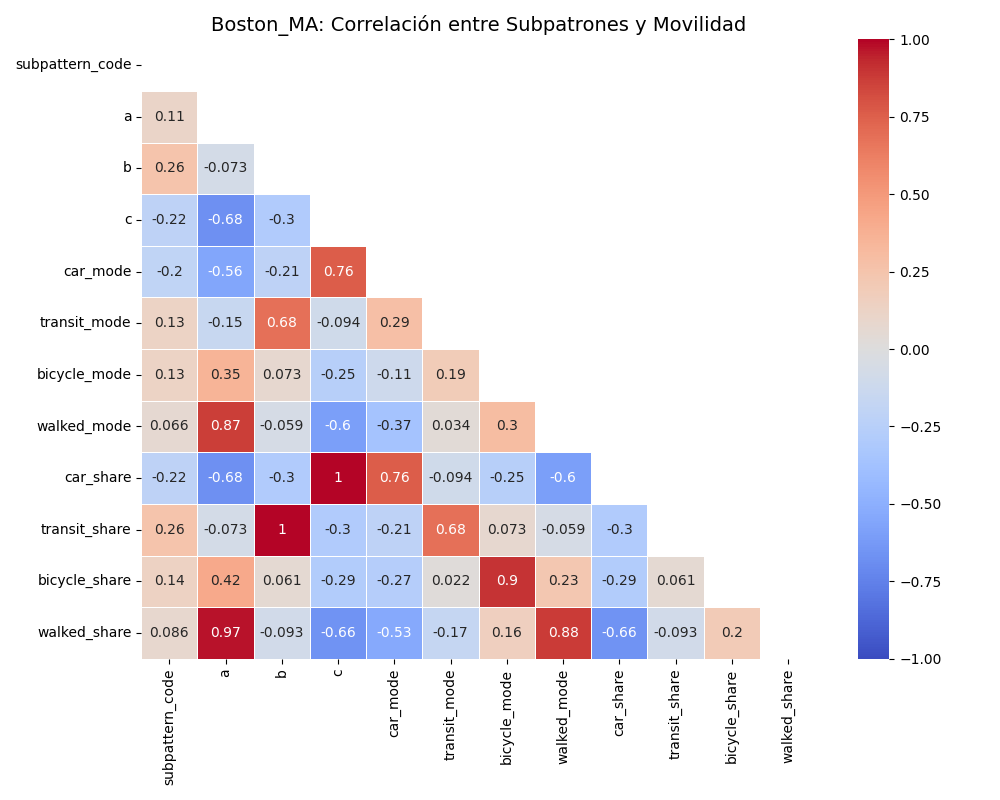 Boston_MA: Correlación entre Subpatrones y Movilidad
subpattern_code
a 0.11
b 0.26 -0.073
c -0.22 -0.68 -0.3
car_mode -0.2 -0.56 -0.21 0.76
transit_mode 0.13 -0.15 0.68 -0.094 0.29
bicycle_mode 0.13 0.35 0.073 -0.25 -0.11 0.19
walked_mode 0.066 0.87 -0.059 -0.6 -0.37 0.034 0.3
car_share -0.22 -0.68 -0.3 1 0.76 -0.094 -0.25 -0.6
transit_share 0.26 -0.073 1 -0.3 -0.21 0.68 0.073 -0.059 -0.3
bicycle_share 0.14 0.42 0.061 -0.29 -0.27 0.022 0.9 0.23 -0.29 0.061
walked_share 0.086 0.97 -0.093 -0.66 -0.53 -0.17 0.16 0.88 -0.66 -0.093 0.2
subpattern_code a b c car_mode transit_mode bicycle_mode walked_mode car_share transit_share bicycle_share walked_share
1.00
0.75
0.50
0.25
0.00
−0.25
−0.50
−0.75
−1.00